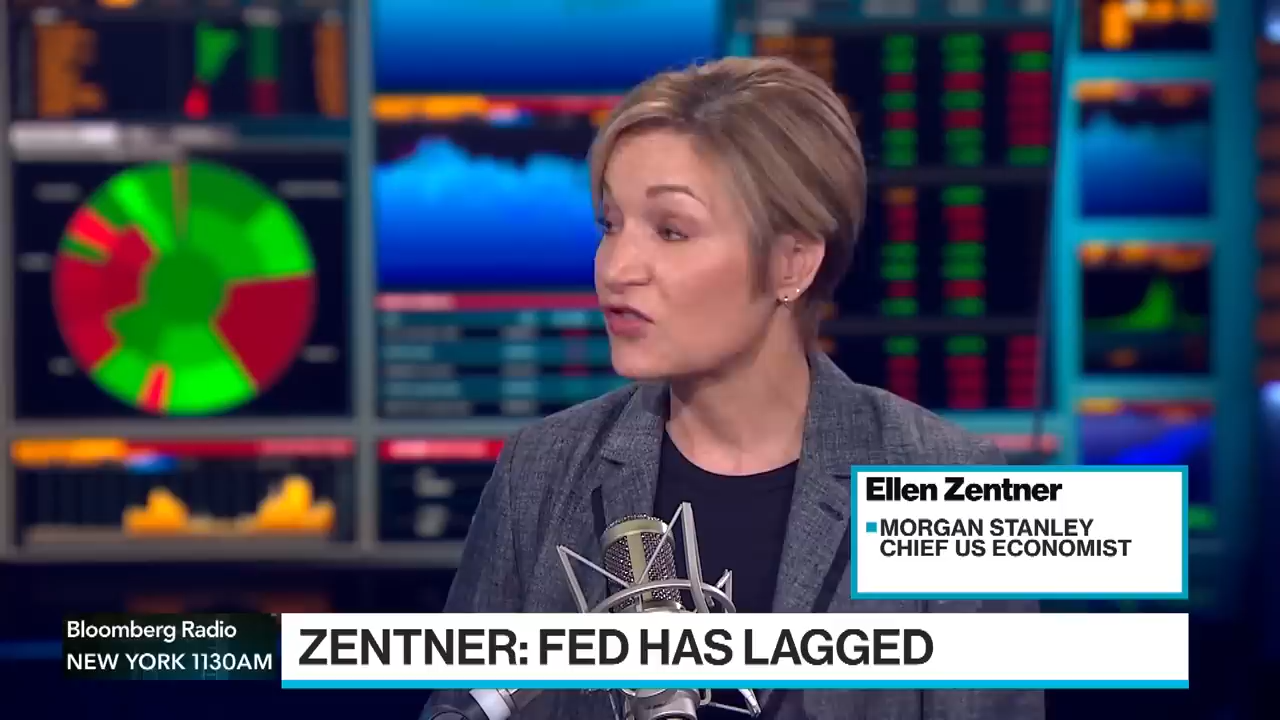 Ellen Zentner
MORGAN STANLEY
CHIEF US ECONOMIST
Bloomberg Radio
NEW YORK 1130AM
ZENTNER: FED HAS LAGGED